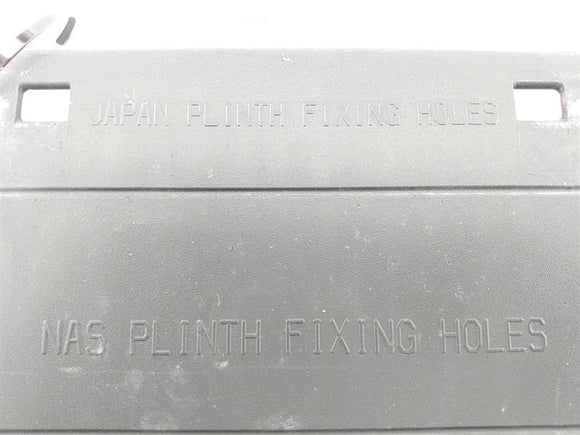 JAPAN PLINTH FIXING HOLES
NAS PLINTH FIXING HOLES